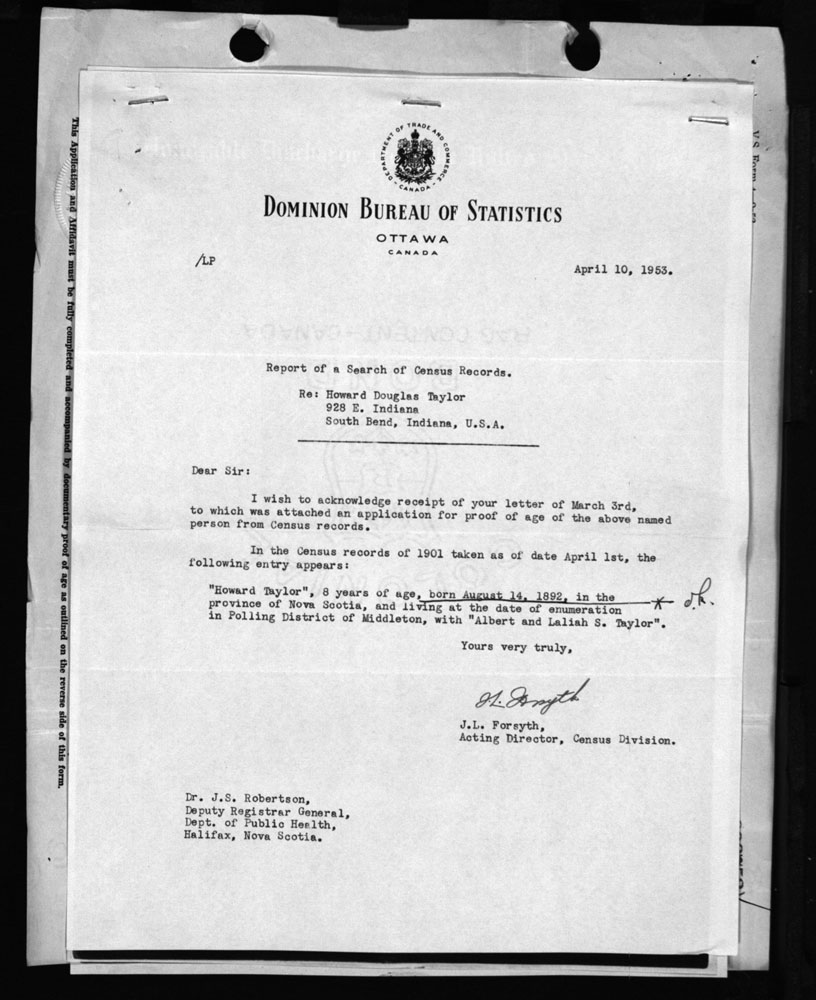 DEPARTMENT OF TRADE AND COMMERCE
CANADA
DOMINION BUREAU OF STATISTICS
OTTAWA
CANADA
/LP
April 10, 1953.
Report of a Search of Census Records.
Re: Howard Douglas Taylor
928 E. Indiana
South Bend, Indiana, U.S.A.
Dear Sir:
I wish to acknowledge receipt of your letter of March 3rd,
to which was attached an application for proof of age of the above named
person from Census records.
In the Census records of 1901 taken as of date April 1st, the
following entry appears:
"Howard Taylor", 8 years of age, born August 14, 1892, in the
province of Nova Scotia, and living at the date of enumeration
in Polling District of Middleton, with "Albert and Laliah S. Taylor".
o.k.
Yours very truly,
J.L. Forsyth,
Acting Director, Census Division.
Dr. J.S. Robertson,
Deputy Registrar General,
Dept. of Public Health,
Halifax, Nova Scotia.
This Application and Affidavit must be fully completed and accompanied by documentary proof of age as outlined on the reverse side of this form.
RAG CONTENT - CANADA
BOND